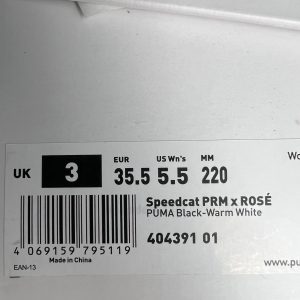 Wo
EUR US Wn's MM
UK 3 35.5 5.5 220
Speedcat PRM x ROSÉ
PUMA Black-Warm White
404391 01
4 069159 795119
Made in China
EAN-13
www.pu